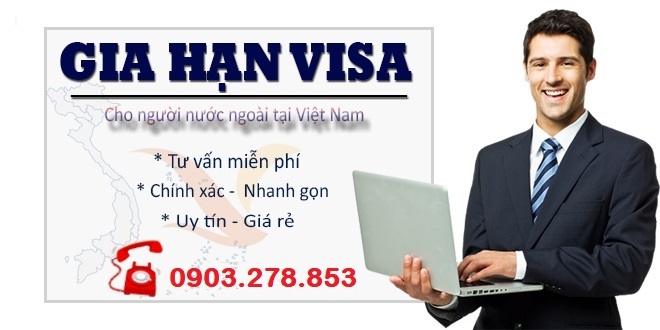 GIA HẠN VISA
Cho người nước ngoài tại Việt Nam
* Tư vấn miễn phí
* Chính xác - Nhanh gọn
* Uy tín - Giá rẻ
0903.278.853